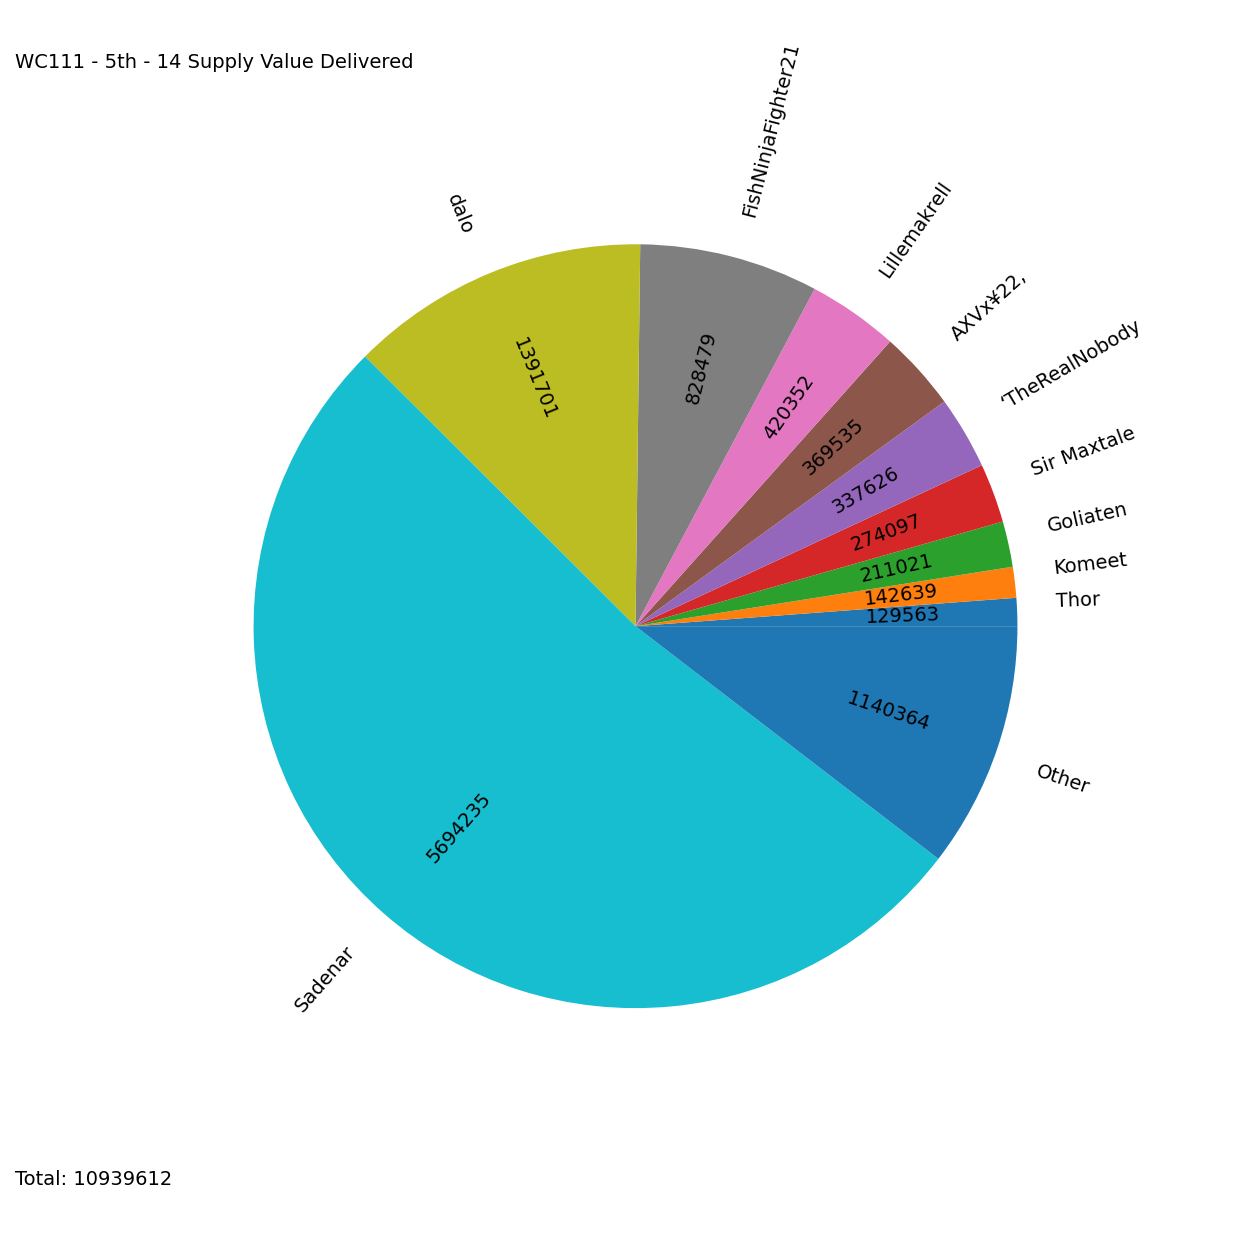 WC111 - 5th - 14 Supply Value Delivered
FishNinjaFighter21
Lillemakrell
dalo
AXVx¥22,
'TheRealNobody
Sir Maxtale
Goliaten
Komeet
Thor
1391701
828479
420352
369535
337626
274097
211021
142639
129563
1140364
Other
5694235
Sadenar
Total: 10939612